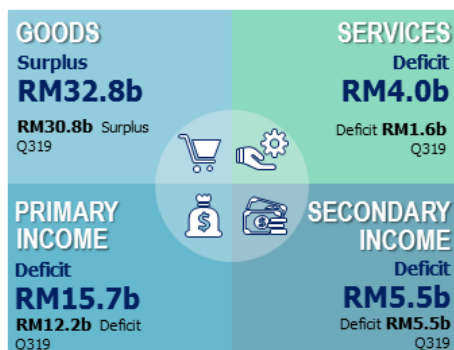 GOODS
Surplus
RM32.8b
RM30.8b Surplus
Q319
SERVICES
Deficit
RM4.0b
Deficit RM1.6b
Q319
PRIMARY
INCOME
Deficit
RM15.7b
RM12.2b Deficit
Q319
SECONDARY
INCOME
Deficit
RM5.5b
Deficit RM5.5b
Q319